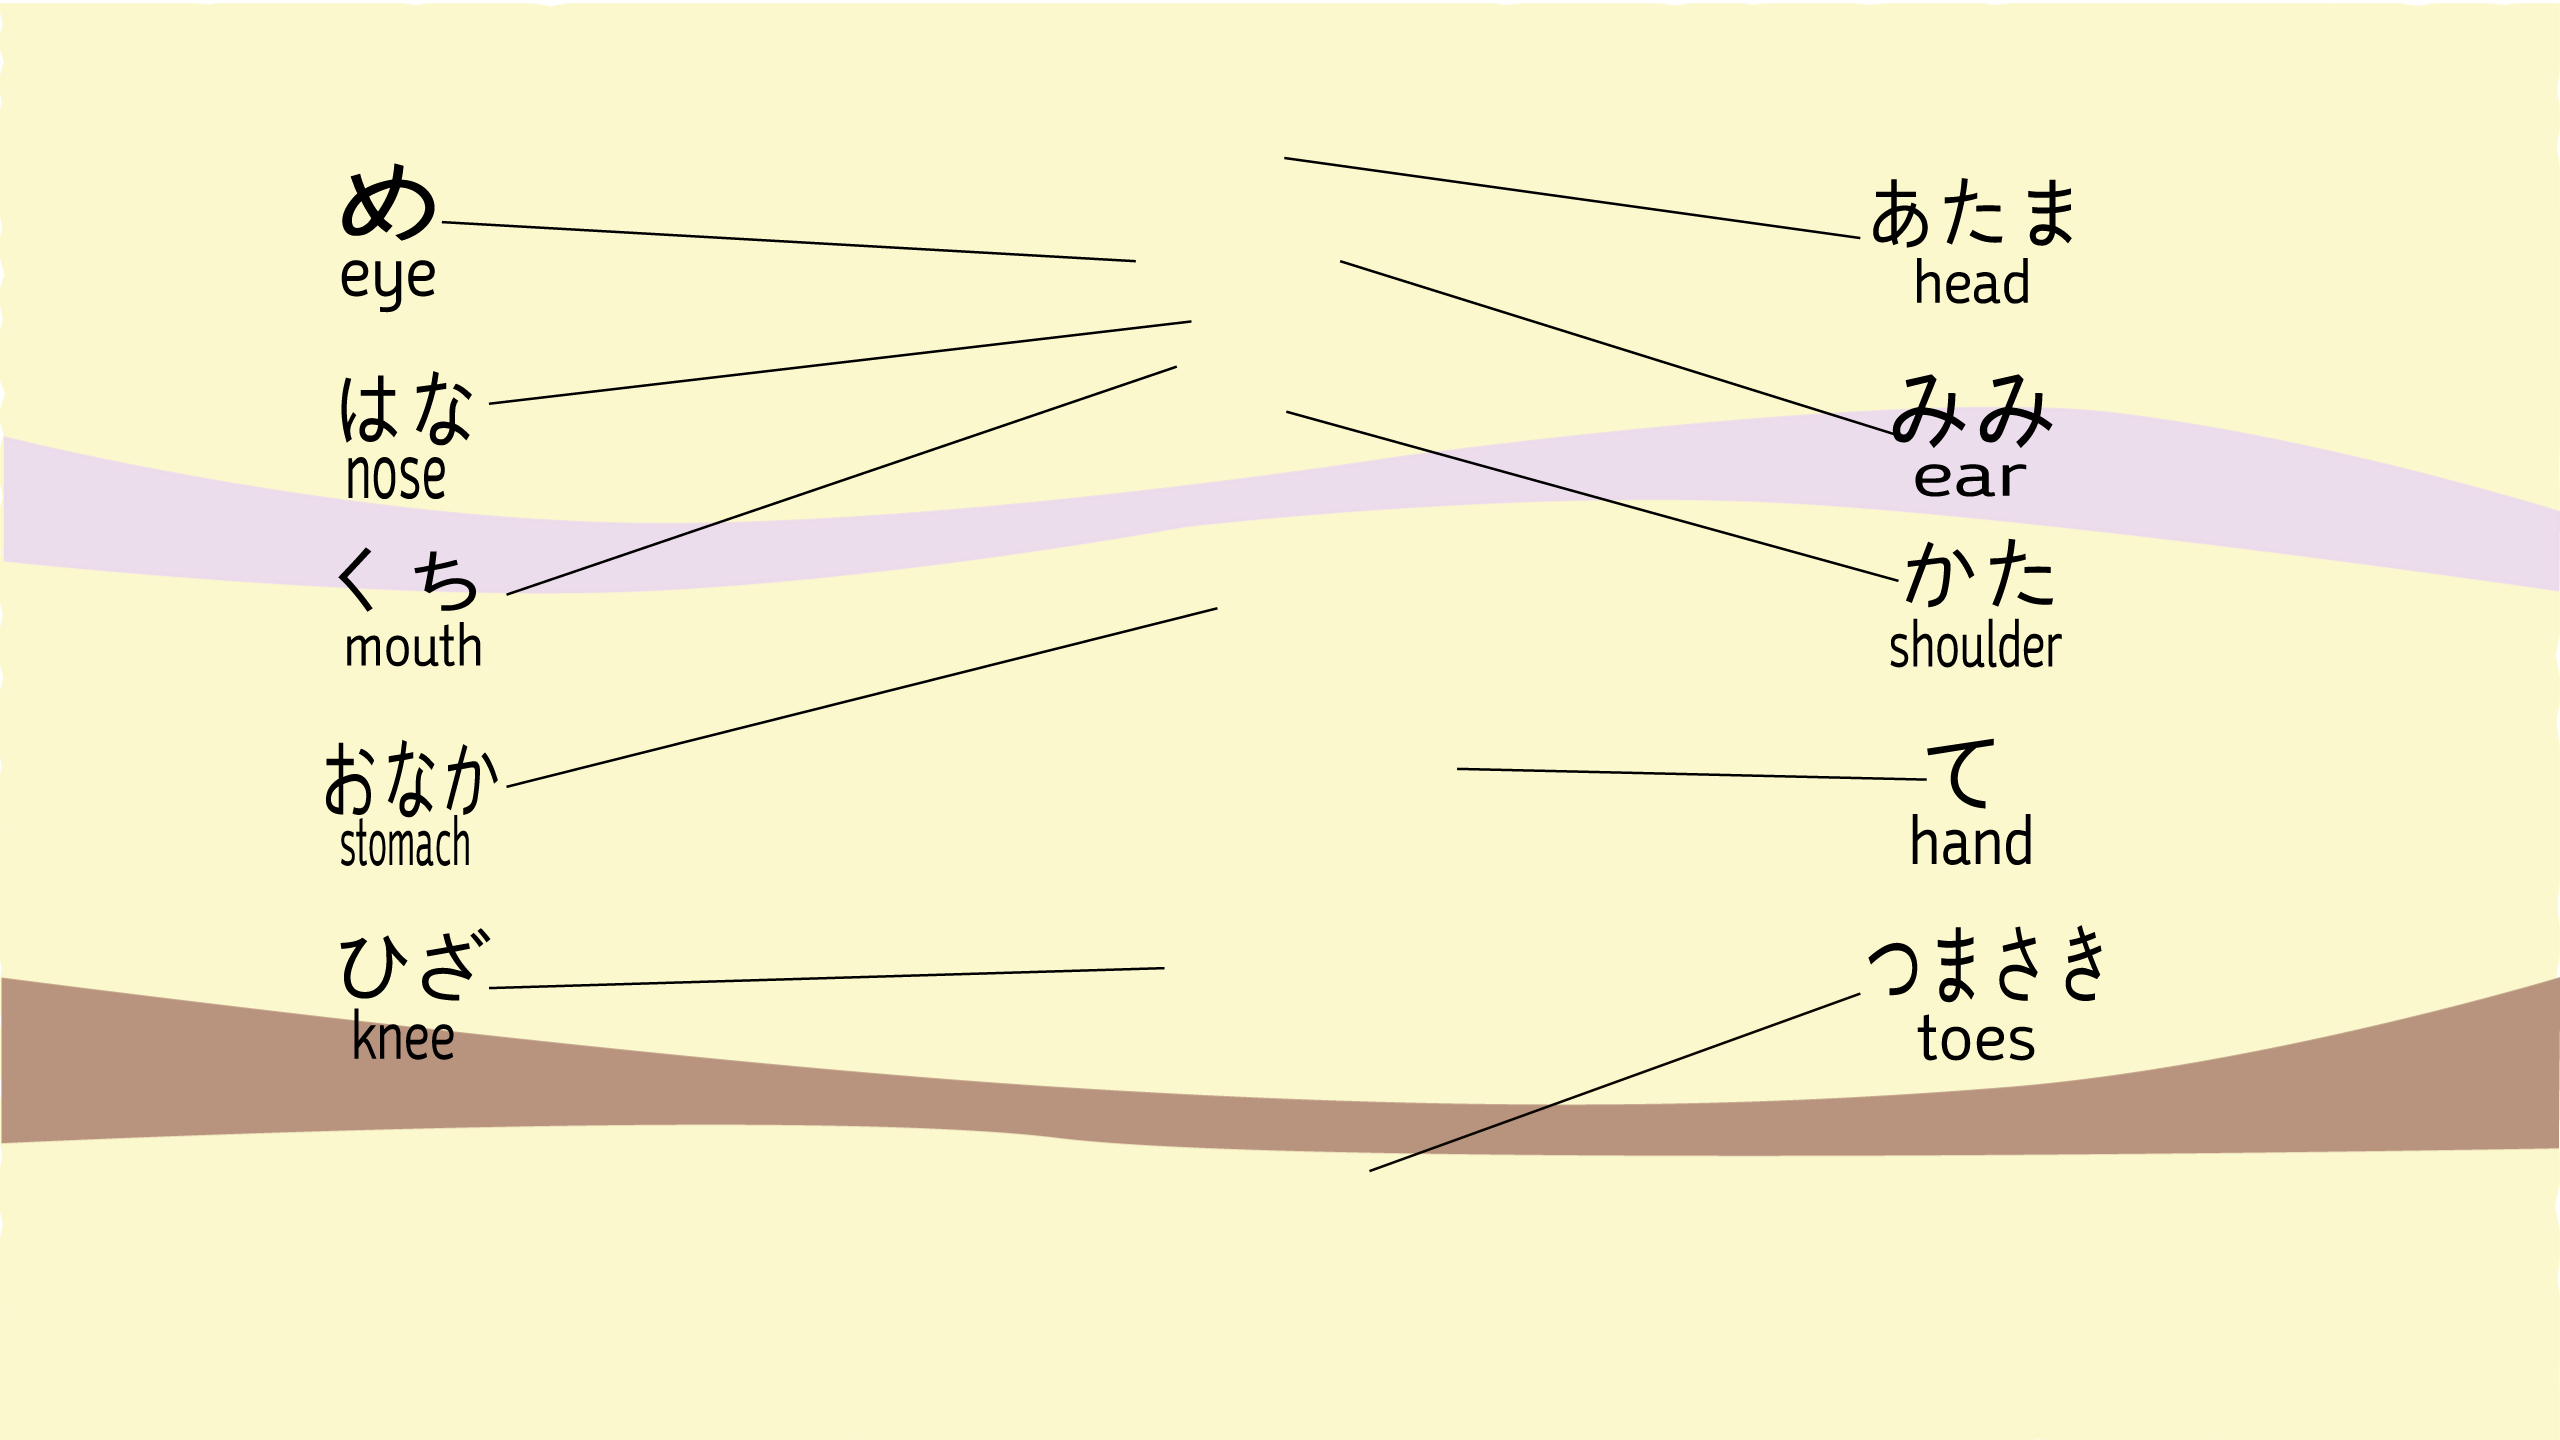 め
eye
はな
nose
くち
mouth
おなか
stomach
ひざ
knee
あたま
head
みみ
ear
かた
shoulder
て
hand
つまさき
toes